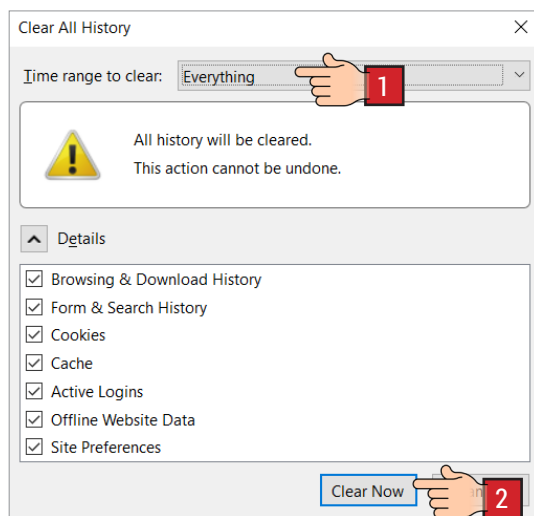 Clear All History
Time range to clear: Everything
1
All history will be cleared.
This action cannot be undone.
Details
Browsing & Download History
Form & Search History
Cookies
Cache
Active Logins
Offline Website Data
Site Preferences
Clear Now
2